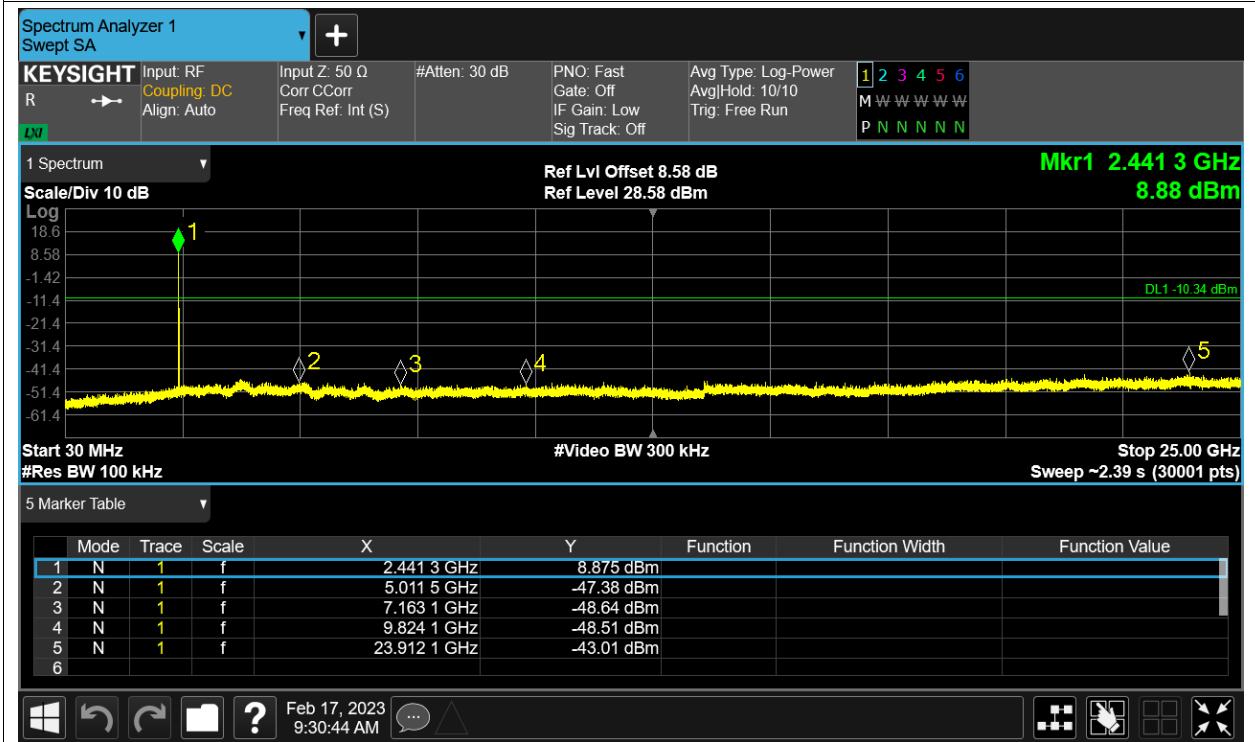 Spectrum Analyzer 1
Swept SA
KEYSIGHT
R
LXI
Input: RF
Coupling: DC
Align: Auto
Input Z: 50 Ω
Corr CCorr
Freq Ref: Int (S)
#Atten: 30 dB
PNO: Fast
Gate: Off
IF Gain: Low
Sig Track: Off
Avg Type: Log-Power
Avg|Hold: 10/10
Trig: Free Run
1 2 3 4 5 6
M W W W W W
P N N N N N
1 Spectrum
Scale/Div 10 dB
Ref Lvl Offset 8.58 dB
Ref Level 28.58 dBm
Mkr1 2.441 3 GHz
8.88 dBm
Log
18.6
8.58
-1.42
-11.4
-21.4
-31.4
-41.4
-51.4
-61.4
1
2
3
4
5
DL1 -10.34 dBm
Start 30 MHz
#Video BW 300 kHz
Stop 25.00 GHz
#Res BW 100 kHz
Sweep ~2.39 s (30001 pts)
5 Marker Table
Mode Trace Scale X Y Function Function Width Function Value
1 N 1 f 2.441 3 GHz 8.875 dBm
2 N 1 f 5.011 5 GHz -47.38 dBm
3 N 1 f 7.163 1 GHz -48.64 dBm
4 N 1 f 9.824 1 GHz -48.51 dBm
5 N 1 f 23.912 1 GHz -43.01 dBm
6
?
Feb 17, 2023
9:30:44 AM